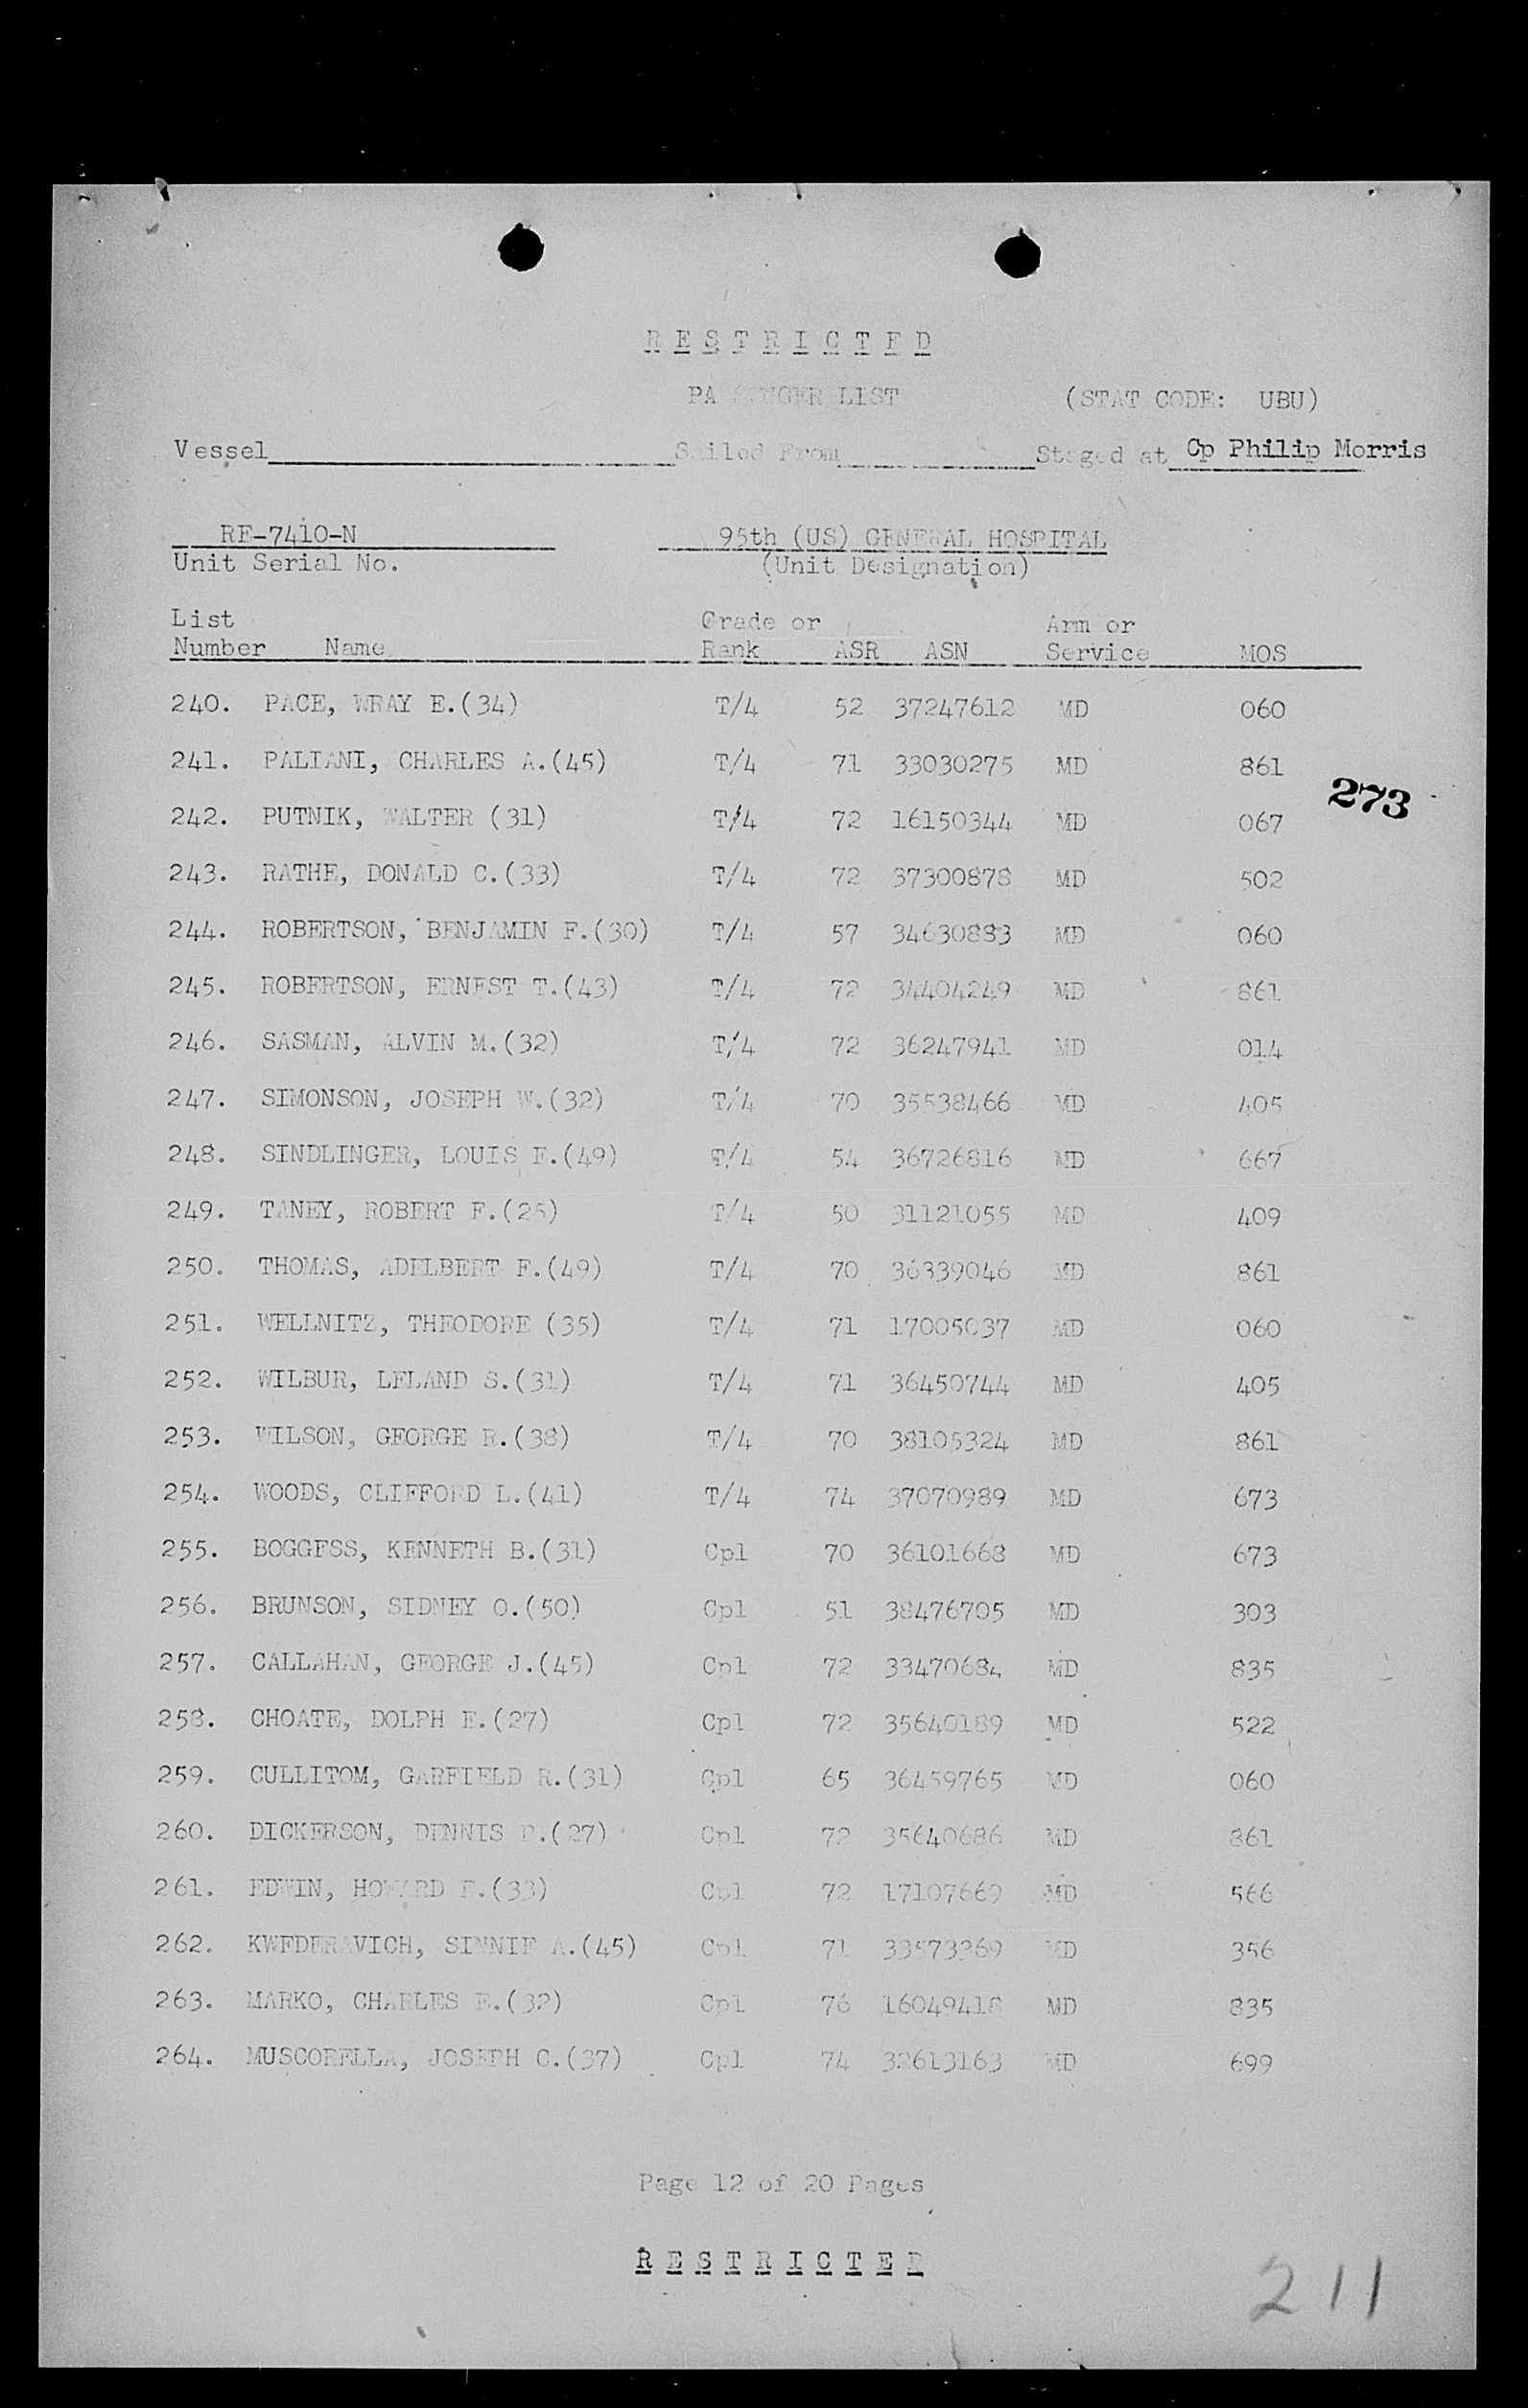 RESTRICTED
PASSENGER LIST (STAT CODE: UBU)
Vessel Sailed From Staged at Cp Philip Morris
RE-7410-N 95th (US) GENERAL HOSPITAL
Unit Serial No. (Unit Designation)
List Grade or Arm or
Number Name Rank ASR ASN Service MOS
240. PACE, WRAY E.(34) T/4 52 37247612 MD 060
241. PALIANI, CHARLES A.(45) T/4 71 33030275 MD 861
273
242. PUTNIK, WALTER (31) T/4 72 16150344 MD 067
243. RATHE, DONALD C.(33) T/4 72 37300878 MD 502
244. ROBERTSON, BENJAMIN F.(30) T/4 57 34630883 MD 060
245. ROBERTSON, ERNEST T.(43) T/4 72 34404249 MD 861
246. SASMAN, ALVIN M.(32) T/4 72 36247941 MD 014
247. SIMONSON, JOSEPH W.(32) T/4 70 35538466 MD 405
248. SINDLINGER, LOUIS F.(49) T/4 54 36726816 MD 667
249. TANEY, ROBERT F.(25) T/4 50 31121055 MD 409
250. THOMAS, ADELBERT F.(49) T/4 70 36339046 MD 861
251. WELLNITZ, THEODORE (35) T/4 71 17005037 MD 060
252. WILBUR, LELAND S.(31) T/4 71 36450744 MD 405
253. WILSON, GEORGE R.(38) T/4 70 38105324 MD 861
254. WOODS, CLIFFORD L.(41) T/4 74 37070989 MD 673
255. BOGGESS, KENNETH B.(31) Cpl 70 36101668 MD 673
256. BRUNSON, SIDNEY O.(50) Cpl 51 38476705 MD 303
257. CALLAHAN, GEORGE J.(45) Cpl 72 33470684 MD 835
258. CHOATE, DOLPH E.(27) Cpl 72 35640189 MD 522
259. CULLITOM, GARFIELD R.(31) Cpl 65 36459765 MD 060
260. DICKERSON, DENNIS (27) Cpl 72 35640686 MD 861
261. EDWIN, HOWARD F.(33) Cpl 72 17107669 MD 566
262. KWEDERAVICH, SINNIE A.(45) Cpl 71 33573369 MD 356
263. MARKO, CHARLES E.(32) Cpl 76 16049418 MD 835
264. MUSCORELLA, JOSEPH C.(37) Cpl 74 32613163 MD 699
Page 12 of 20 Pages
RESTRICTED
211